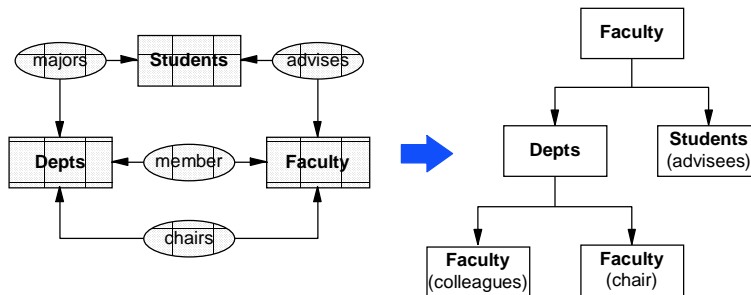 majors
Students
advises
Depts
member
Faculty
chairs
Faculty
Depts
Students
(advisees)
Faculty
(colleagues)
Faculty
(chair)